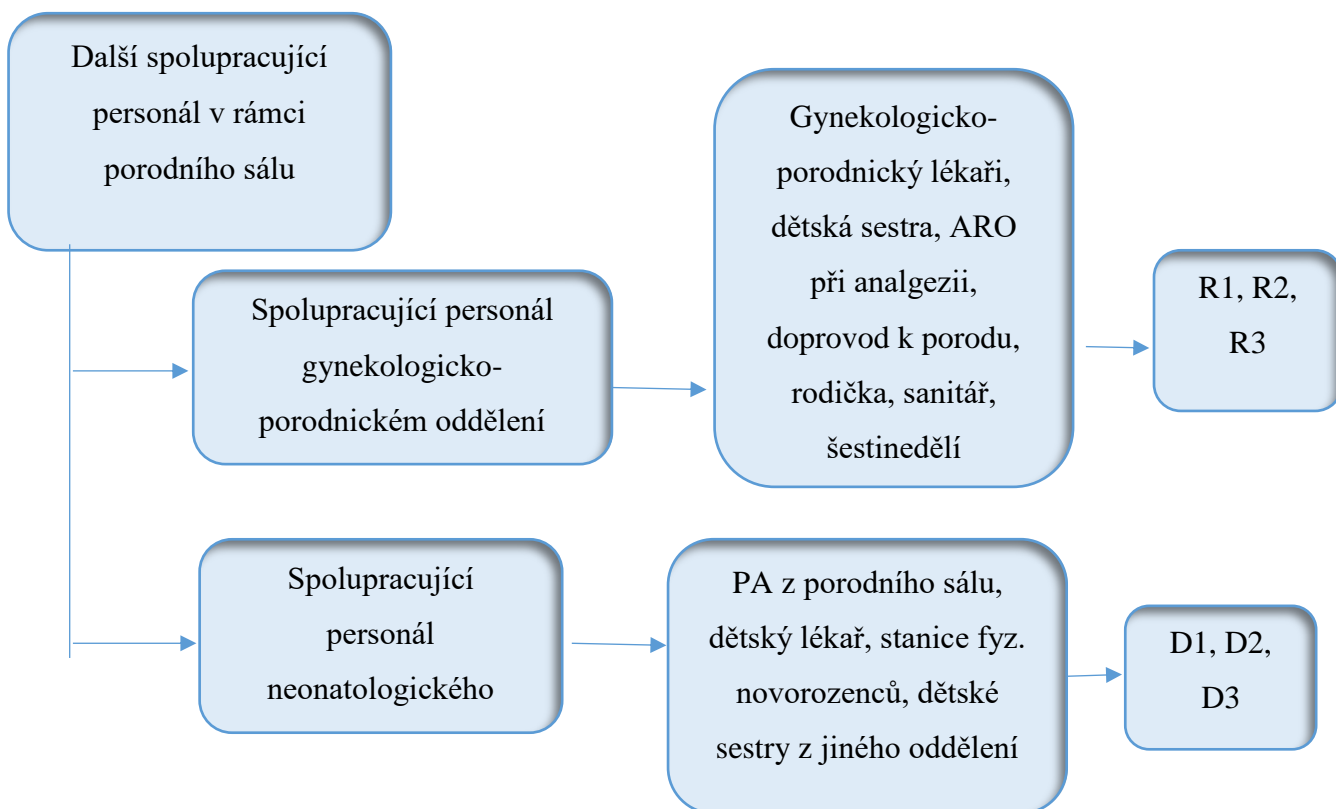 Další spolupracující
personál v rámci
porodního sálu
Spolupracující personál
gynekologicko-
porodnickém oddělení
Gynekologicko-
porodnický lékaři,
dětská sestra, ARO
při analgezii,
doprovod k porodu,
rodička, sanitář,
šestinedělí
R1, R2,
R3
Spolupracující
personál
neonatologického
PA z porodního sálu,
dětský lékař, stanice fyz.
novorozenců, dětské
sestry z jiného oddělení
D1, D2,
D3